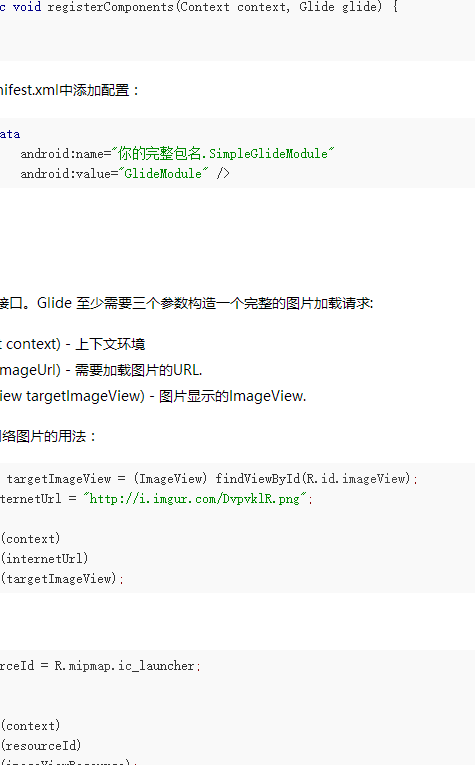 c void registerComponents(Context context, Glide glide) {
nifest.xml中添加配置：
ata
android:name="你的完整包名.SimpleGlideModule"
android:value="GlideModule" />
接口。Glide 至少需要三个参数构造一个完整的图片加载请求:
t context) - 上下文环境
mageUrl) - 需要加载图片的URL.
iew targetImageView) - 图片显示的ImageView.
网络图片的用法：
targetImageView = (ImageView) findViewById(R.id.imageView);
ternetUrl = "http://i.imgur.com/DvpvklR.png";
(context)
(internetUrl)
(targetImageView);
rceId = R.mipmap.ic_launcher;
(context)
(resourceId)
(imageViewResource);